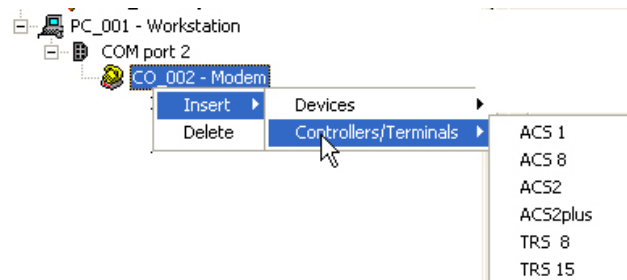 PC_001 - Workstation
COM port 2
CO_002 - Modem
Insert
Devices
Delete
Controllers/Terminals
ACS 1
ACS 8
ACS2
ACS2plus
TRS 8
TRS 15